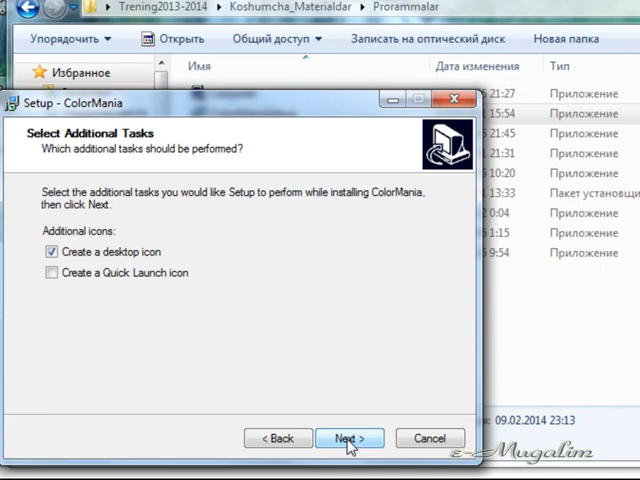 Trening2013-2014 Koshumcha_Materialdar Prorammalar
Упорядочить Открыть Общий доступ Записать на оптический диск Новая папка
Избранное Имя Дата изменения Тип
Setup - ColorMania
Select Additional Tasks
Which additional tasks should be performed?
Select the additional tasks you would like Setup to perform while installing ColorMania,
then click Next.
Additional icons:
Create a desktop icon
Create a Quick Launch icon
< Back Next > Cancel
21:27 Приложение
15:54 Приложение
21:45 Приложение
21:31 Приложение
10:20 Приложение
13:33 Пакет установщи
0:04 Приложение
1:15 Приложение
9:54 Приложение
09.02.2014 23:13
e-Mugalim